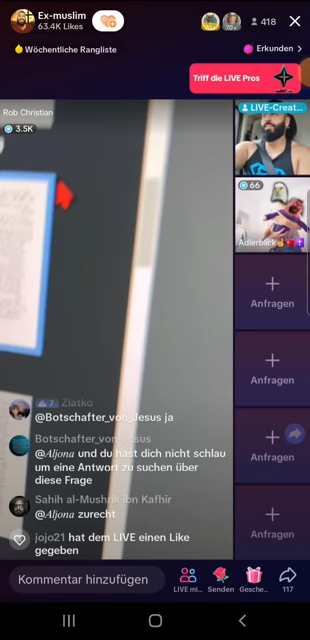 Ex-muslim
63.4K Likes
70+
418
Wöchentliche Rangliste
Erkunden
Triff die LIVE Pros
Rob Christian
3.5K
LIVE-Creat...
66
Adlerblick
Anfragen
Anfragen
Anfragen
Anfragen
7 Zlatko
@Botschafter_von_Jesus ja
Botschafter_von_Jesus
@Aljona und du hast dich nicht schlau
um eine Antwort zu suchen über
diese Frage
Sahih al-Mushrik ibn Kafhir
@Aljona zurecht
jojo21 hat dem LIVE einen Like
gegeben
Kommentar hinzufügen
LIVE mi...
Senden
Gesche...
117